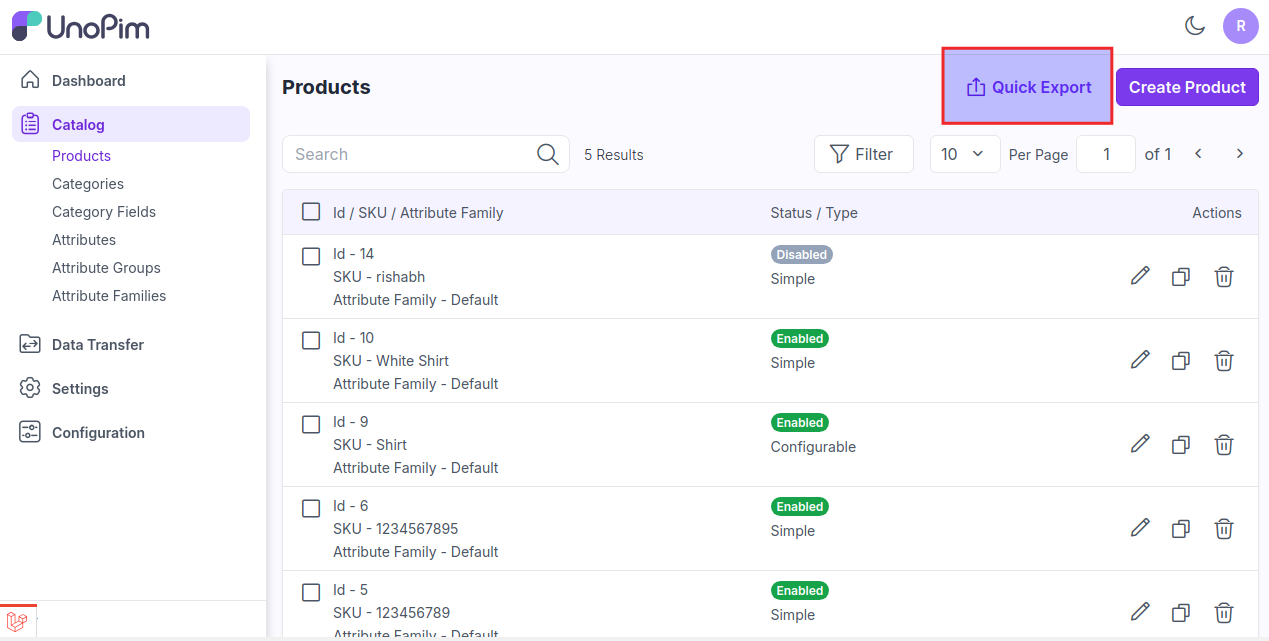 UnoPim
R
Dashboard
Catalog
Products
Categories
Category Fields
Attributes
Attribute Groups
Attribute Families
Data Transfer
Settings
Configuration
Products
Quick Export
Create Product
Search
5 Results
Filter
10
Per Page
1
of 1
Id / SKU / Attribute Family
Status / Type
Actions
Id - 14
SKU - rishabh
Attribute Family - Default
Disabled
Simple
Id - 10
SKU - White Shirt
Attribute Family - Default
Enabled
Simple
Id - 9
SKU - Shirt
Attribute Family - Default
Enabled
Configurable
Id - 6
SKU - 1234567895
Attribute Family - Default
Enabled
Simple
Id - 5
SKU - 123456789
Attribute Family - Default
Enabled
Simple